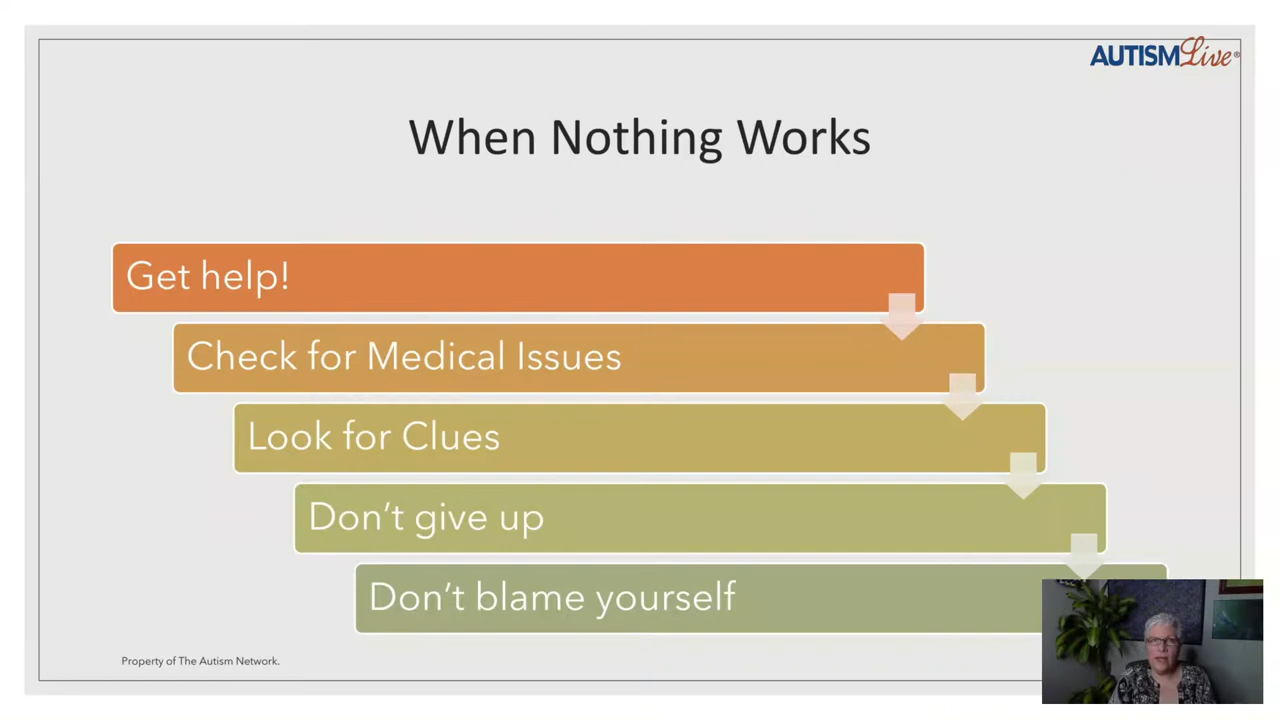 AUTISMLive®
When Nothing Works
Get help!
Check for Medical Issues
Look for Clues
Don’t give up
Don’t blame yourself
Property of The Autism Network.